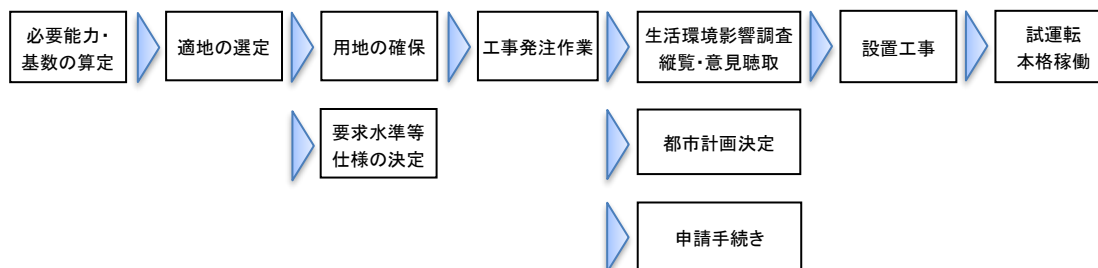 必要能力・
基数の算定
適地の選定
用地の確保
工事発注作業
生活環境影響調査
縦覧・意見聴取
設置工事
試運転
本格稼働
要求水準等
仕様の決定
都市計画決定
申請手続き